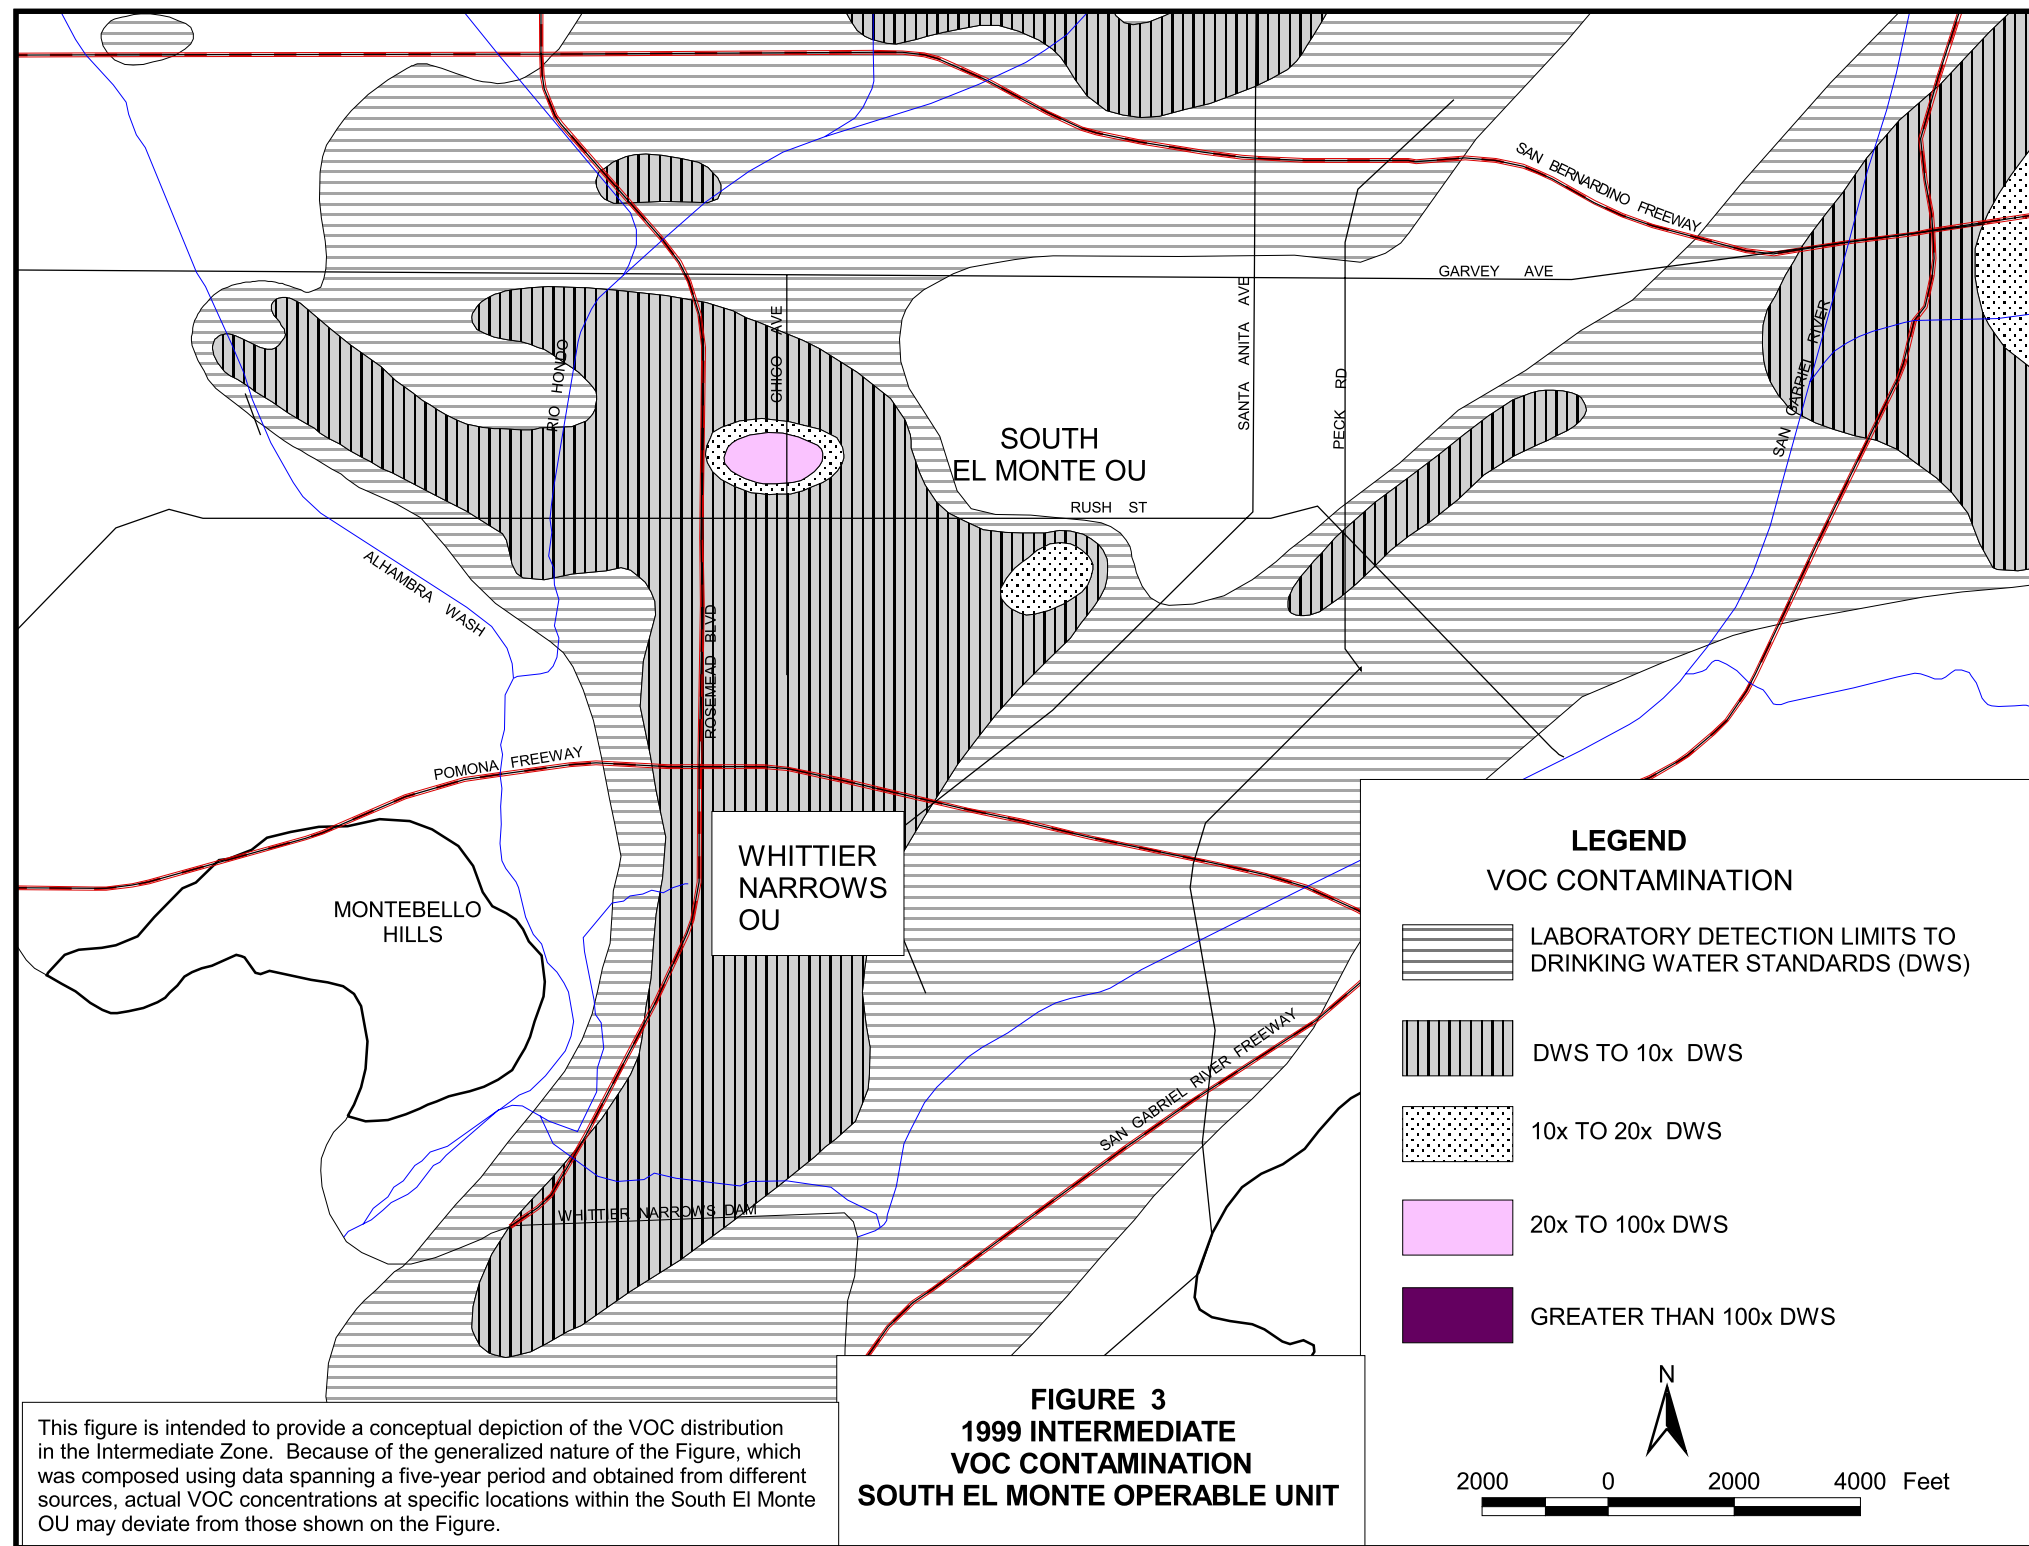 SAN BERNARDINO FREEWAY
GARVEY AVE
SANTA ANITA AVE
PECK RD
SAN GABRIEL RIVER
CHICO AVE
RIO HONDO
SOUTH
EL MONTE OU
RUSH ST
ALHAMBRA WASH
ROSEMEAD BLVD
POMONA FREEWAY
WHITTIER
NARROWS
OU
MONTEBELLO
HILLS
SAN GABRIEL RIVER FREEWAY
WHITTIER NARROWS DAM
LEGEND
VOC CONTAMINATION
LABORATORY DETECTION LIMITS TO
DRINKING WATER STANDARDS (DWS)
DWS TO 10x DWS
10x TO 20x DWS
20x TO 100x DWS
GREATER THAN 100x DWS
N
2000 0 2000 4000 Feet
FIGURE 3
1999 INTERMEDIATE
VOC CONTAMINATION
SOUTH EL MONTE OPERABLE UNIT
This figure is intended to provide a conceptual depiction of the VOC distribution
in the Intermediate Zone. Because of the generalized nature of the Figure, which
was composed using data spanning a five-year period and obtained from different
sources, actual VOC concentrations at specific locations within the South El Monte
OU may deviate from those shown on the Figure.